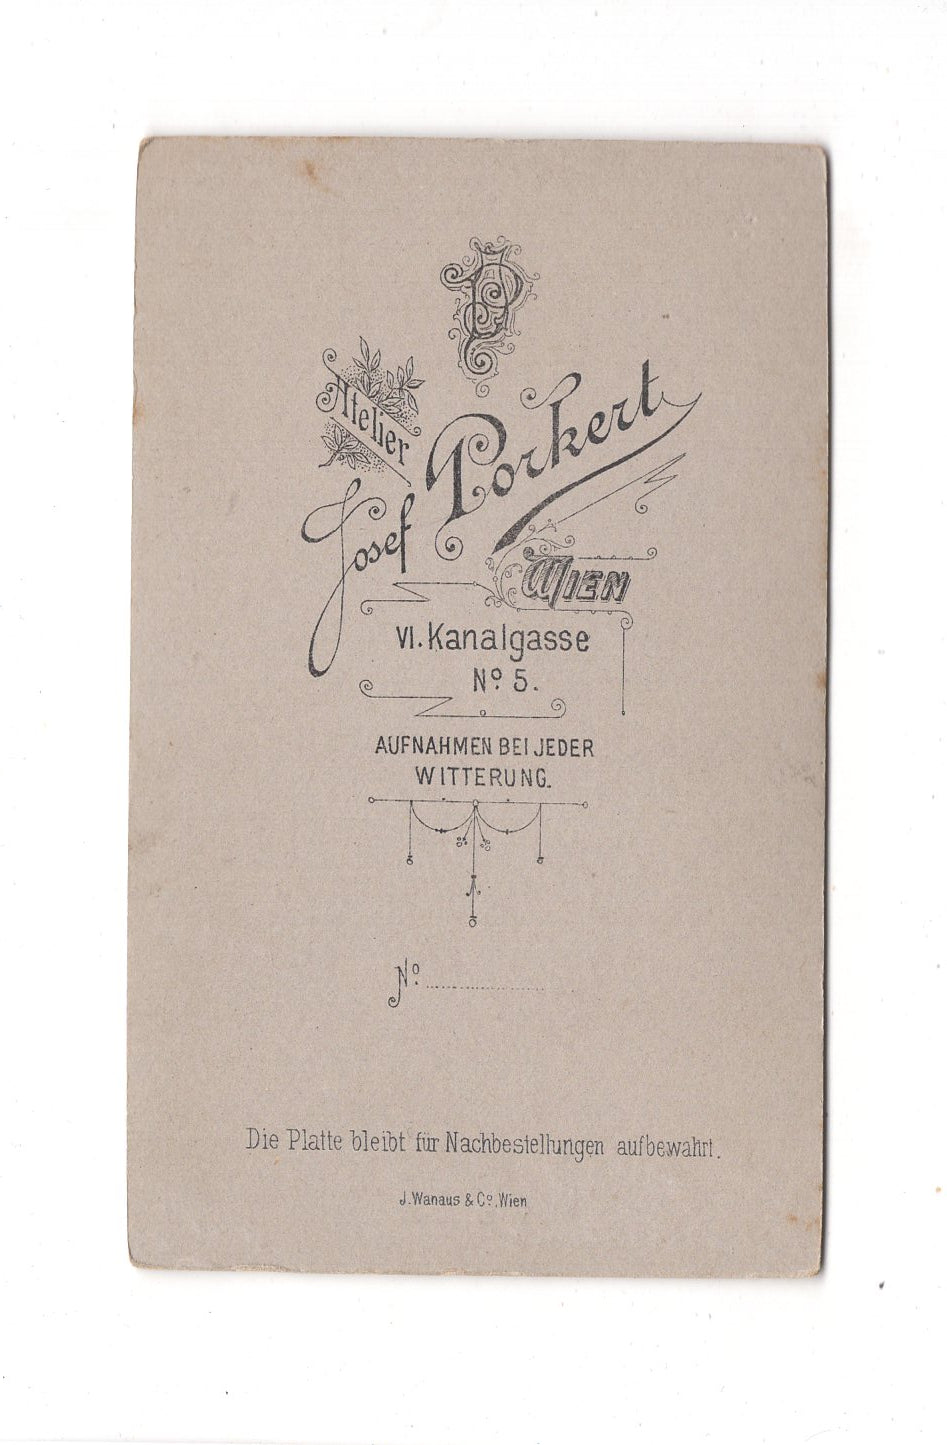 JP
Atelier
Josef Porkert
WIEN
VI. Kanalgasse
Nº 5.
AUFNAHMEN BEI JEDER
WITTERUNG.
Nº
Die Platte bleibt für Nachbestellungen aufbewahrt.
J. Wanaus & Cº, Wien